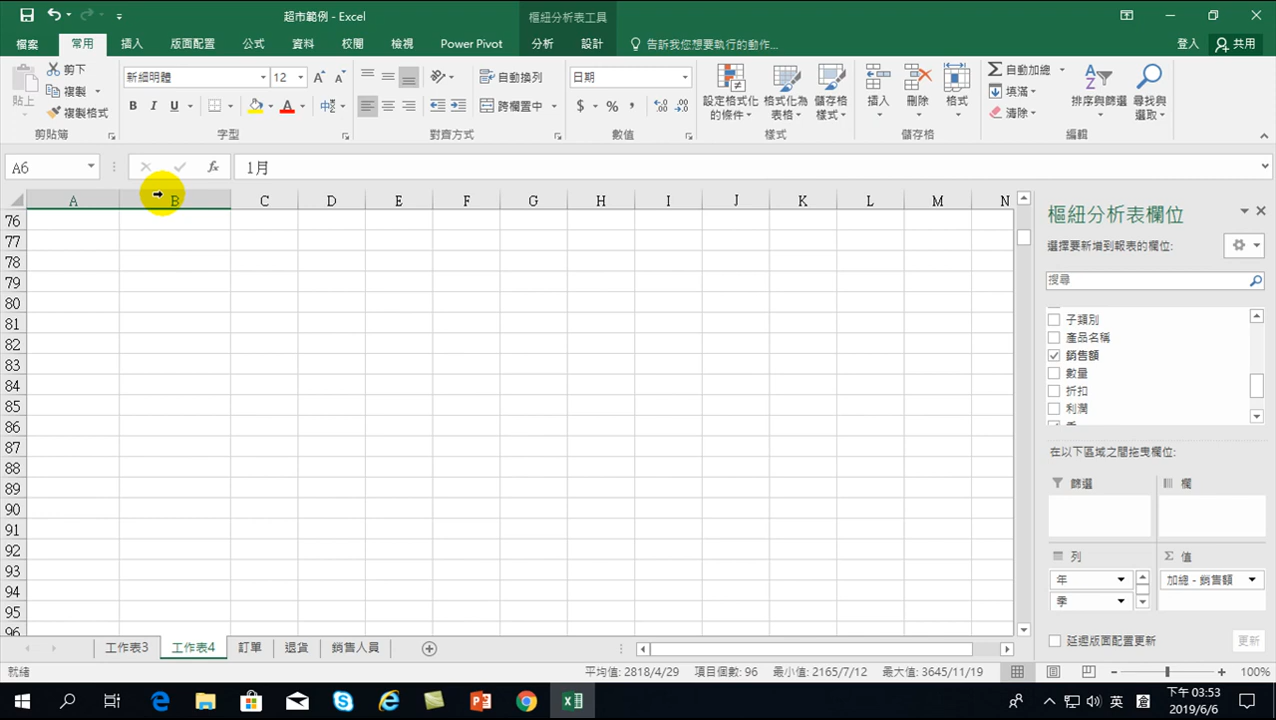 超市範例 - Excel
樞紐分析表工具
檔案 常用 插入 版面配置 公式 資料 校閱 檢視 Power Pivot 分析 設計 告訴我您想要執行的動作... 登入 共用
貼上
剪下
複製
複製格式
新細明體 12
B I U A
中
自動換列
跨欄置中
日期
$ % ,
設定格式化的條件
格式化為表格
儲存格樣式
插入
刪除
格式
自動加總
填滿
清除
排序與篩選
尋找與選取
剪貼簿 字型 對齊方式 數值 樣式 儲存格 編輯
A6 fx 1月
A B C D E F G H I J K L M N
76
77
78
79
80
81
82
83
84
85
86
87
88
89
90
91
92
93
94
95
96
樞紐分析表欄位
選擇要新增到報表的欄位:
搜尋
子類別
產品名稱
銷售額
數量
折扣
利潤
季
在以下區域之間拖曳欄位:
篩選 欄
列 Σ 值
年 加總 - 銷售額
季
延遲版面配置更新 更新
工作表3 工作表4 訂單 退貨 銷售人員
就緒 平均值: 2818/4/29 項目個數: 96 最小值: 2165/7/12 最大值: 3645/11/19 100%
英 倉 下午 03:53
2019/6/6